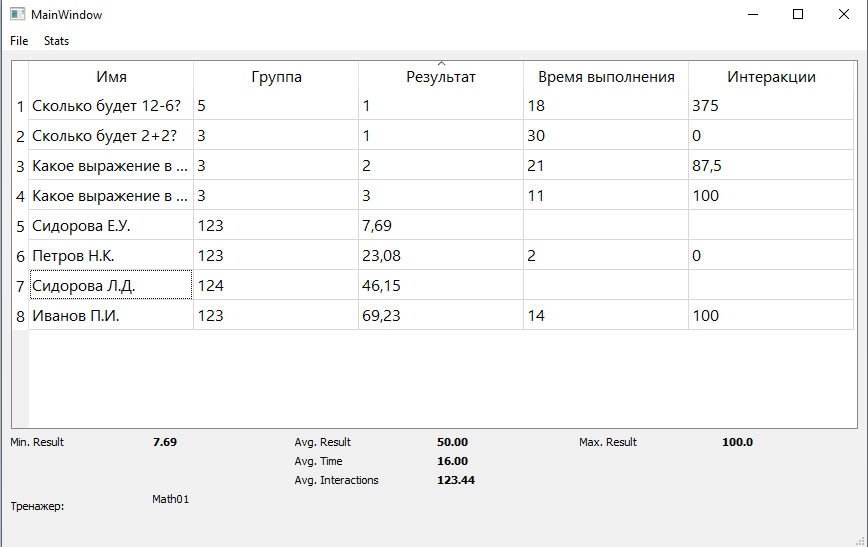 MainWindow
File Stats
Имя Группа Результат Время выполнения Интеракции
1 Сколько будет 12-6? 5 1 18 375
2 Сколько будет 2+2? 3 1 30 0
3 Какое выражение в ... 3 2 21 87,5
4 Какое выражение в ... 3 3 11 100
5 Сидорова Е.У. 123 7,69
6 Петров Н.К. 123 23,08 2 0
7 Сидорова Л.Д. 124 46,15
8 Иванов П.И. 123 69,23 14 100
Min. Result 7.69 Avg. Result 50.00 Max. Result 100.0
Avg. Time 16.00
Avg. Interactions 123.44
Тренажер: Math01